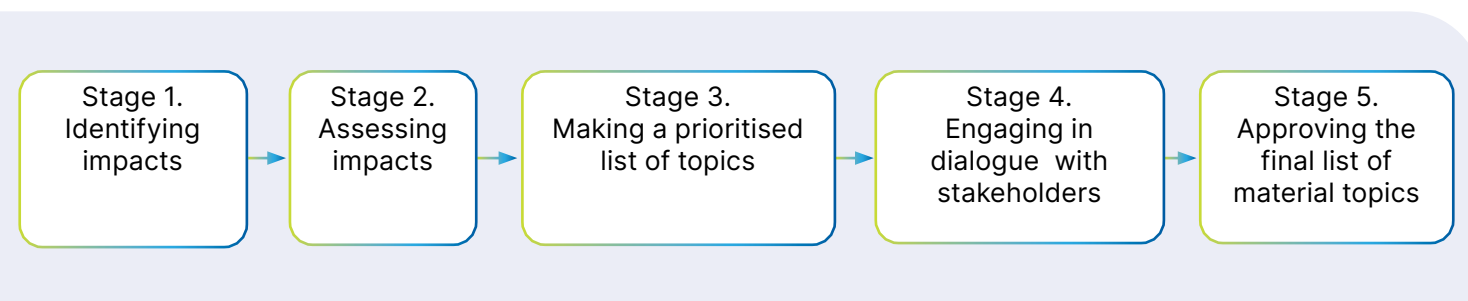 Stage 1.
Identifying
impacts
Stage 2.
Assessing
impacts
Stage 3.
Making a prioritised
list of topics
Stage 4.
Engaging in
dialogue  with
stakeholders
Stage 5.
Approving the
final list of
material topics